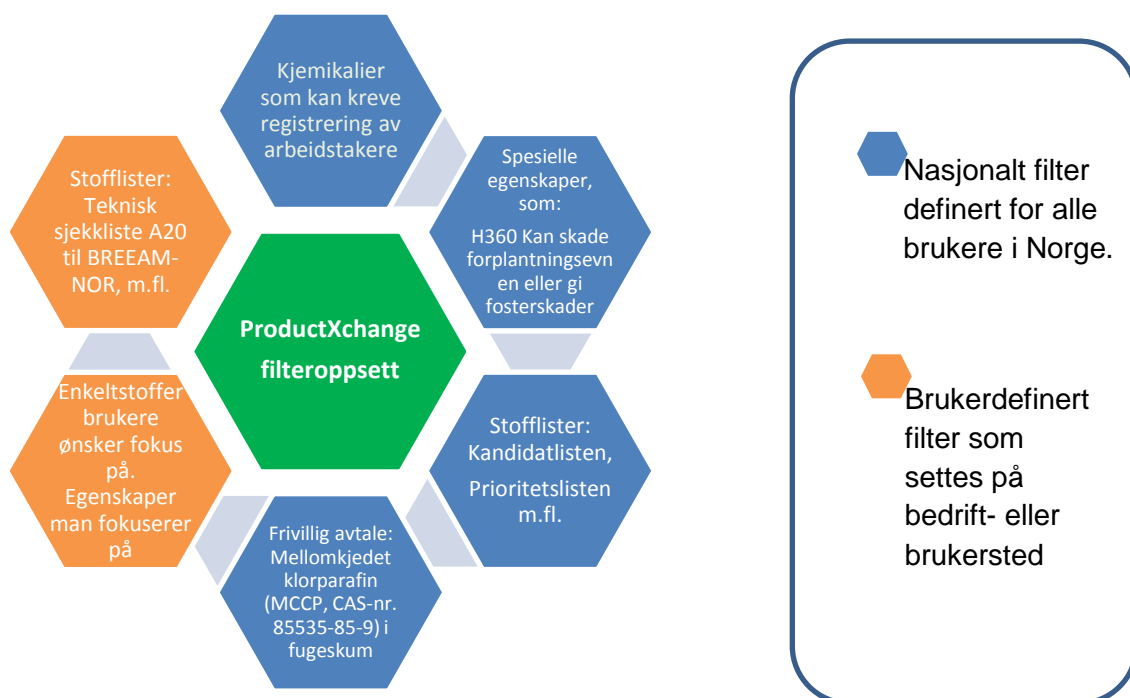 Kjemikalier
som kan kreve
registrering av
arbeidstakere
Spesielle
egenskaper,
som:
H360 Kan skade
forplantningsevn
en eller gi
fosterskader
Stofflister:
Kandidatlisten,
Prioritetslisten
m.fl.
Frivillig avtale:
Mellomkjedet
klorparafin
(MCCP, CAS-nr.
85535-85-9) i
fugeskum
Enkeltstoffer
brukere
ønsker fokus
på.
Egenskaper
man fokuserer
på
Stofflister:
Teknisk
sjekkliste A20
til BREEAM-
NOR, m.fl.
ProductXchange
filteroppsett
Nasjonalt filter
definert for alle
brukere i Norge.
Brukerdefinert
filter som
settes på
bedrift- eller
brukersted